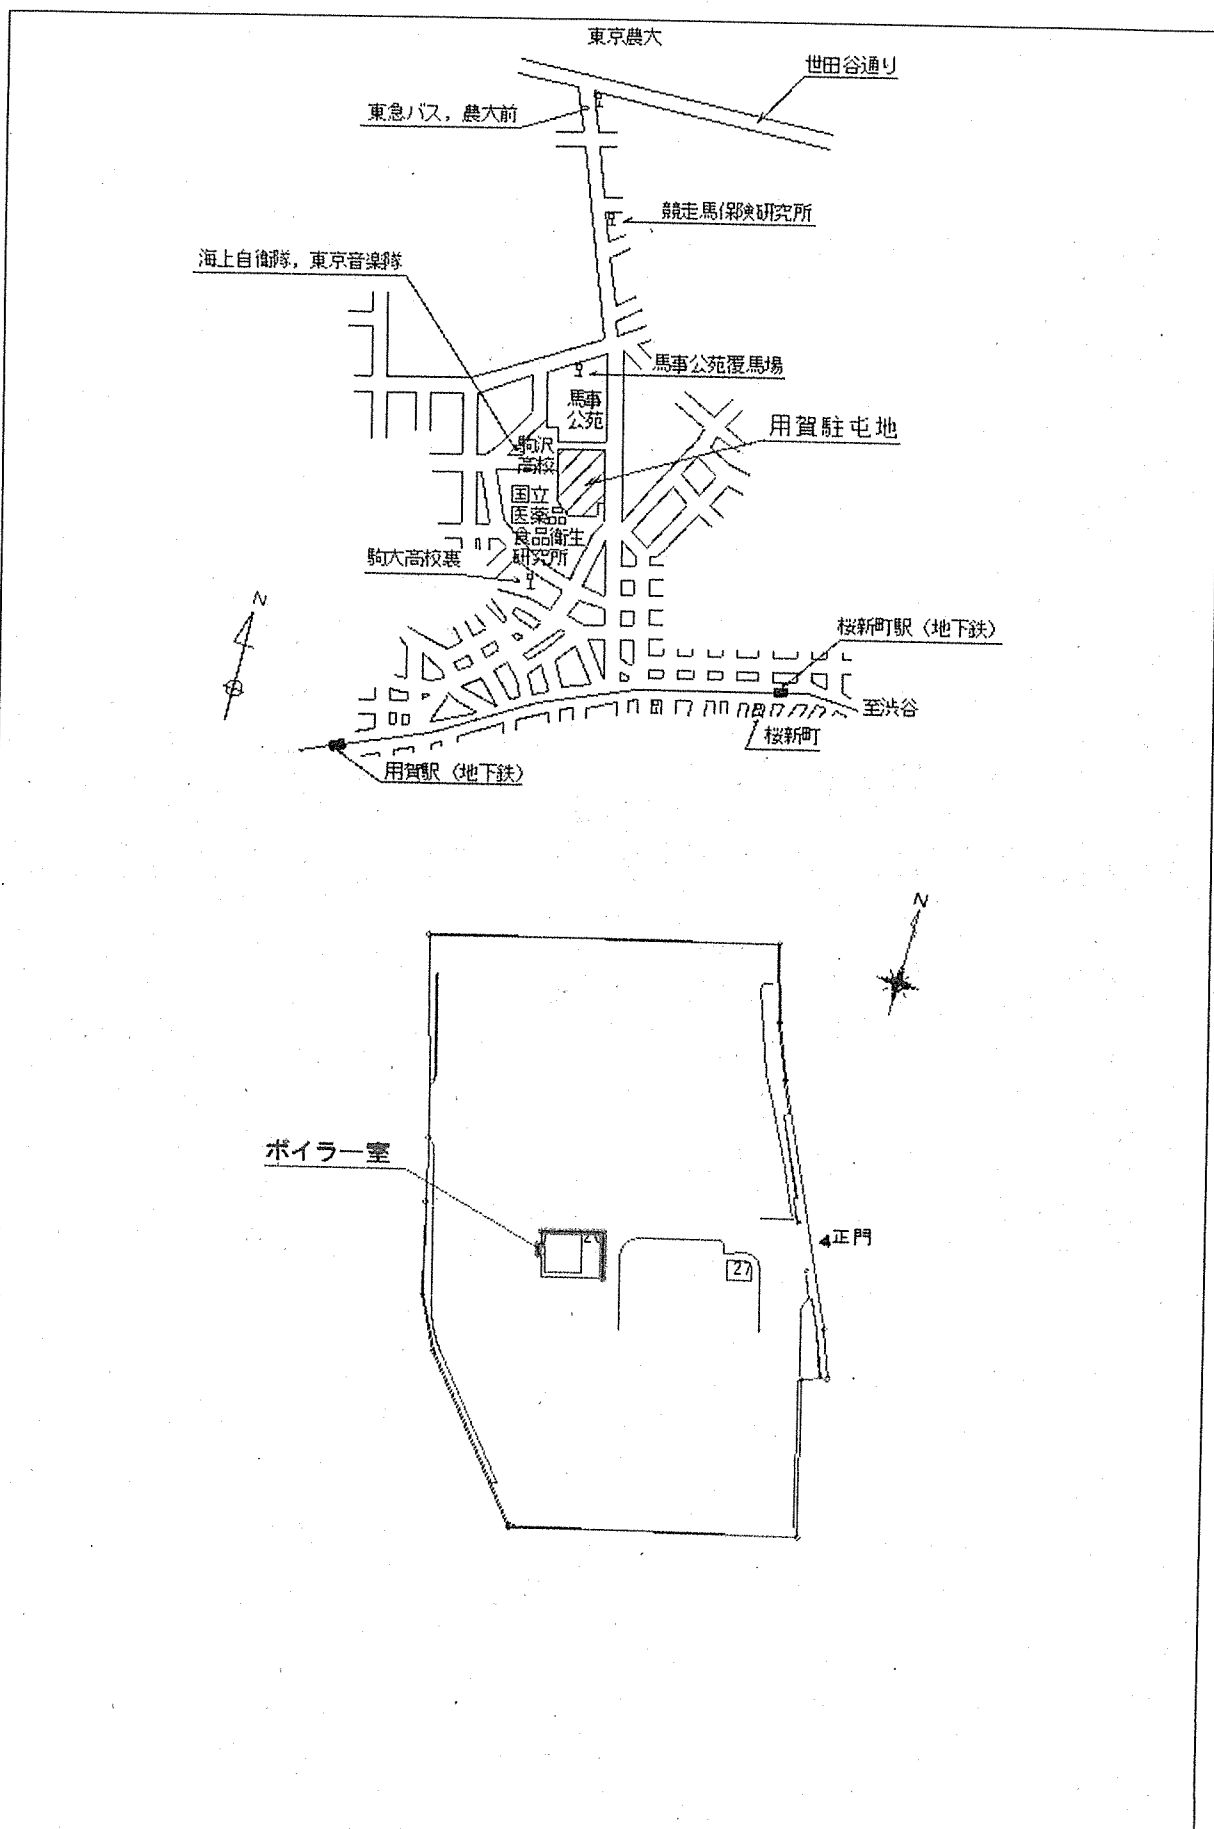 東京農大
世田谷通り
東急バス，農大前
競走馬保険研究所
海上自衛隊，東京音楽隊
馬事公苑覆馬場
馬事
公苑
用賀駐屯地
駒沢
高校
国立
医薬品
食品衛生
研究所
駒大高校裏
N
桜新町駅（地下鉄）
至渋谷
桜新町
用賀駅（地下鉄）
N
ボイラー室
27
正門